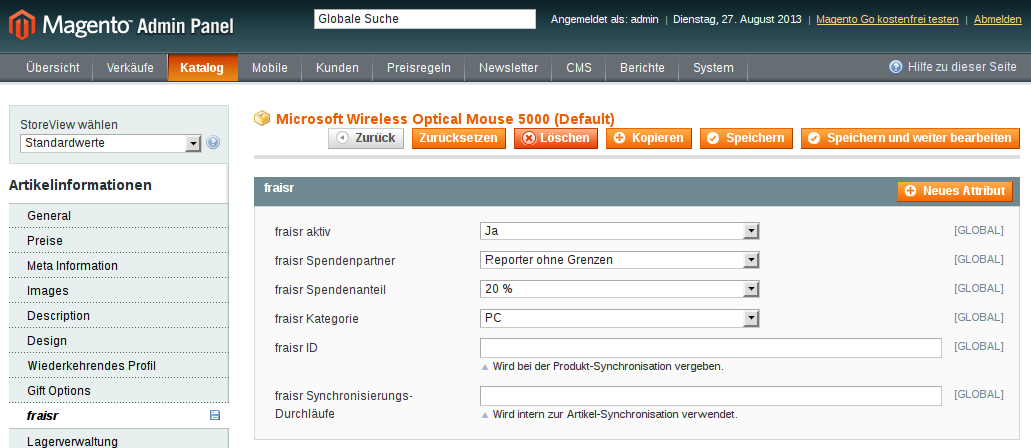 Magento Admin Panel
Globale Suche
Angemeldet als: admin | Dienstag, 27. August 2013 | Magento Go kostenfrei testen | Abmelden
Übersicht Verkäufe Katalog Mobile Kunden Preisregeln Newsletter CMS Berichte System Hilfe zu dieser Seite
StoreView wählen
Standardwerte
Artikelinformationen
General
Preise
Meta Information
Images
Description
Design
Wiederkehrendes Profil
Gift Options
fraisr
Lagerverwaltung
Microsoft Wireless Optical Mouse 5000 (Default)
Zurück Zurücksetzen Löschen Kopieren Speichern Speichern und weiter bearbeiten
fraisr Neues Attribut
fraisr aktiv Ja [GLOBAL]
fraisr Spendenpartner Reporter ohne Grenzen [GLOBAL]
fraisr Spendenanteil 20 % [GLOBAL]
fraisr Kategorie PC [GLOBAL]
fraisr ID [GLOBAL]
Wird bei der Produkt-Synchronisation vergeben.
fraisr Synchronisierungs- [GLOBAL]
Durchläufe
Wird intern zur Artikel-Synchronisation verwendet.